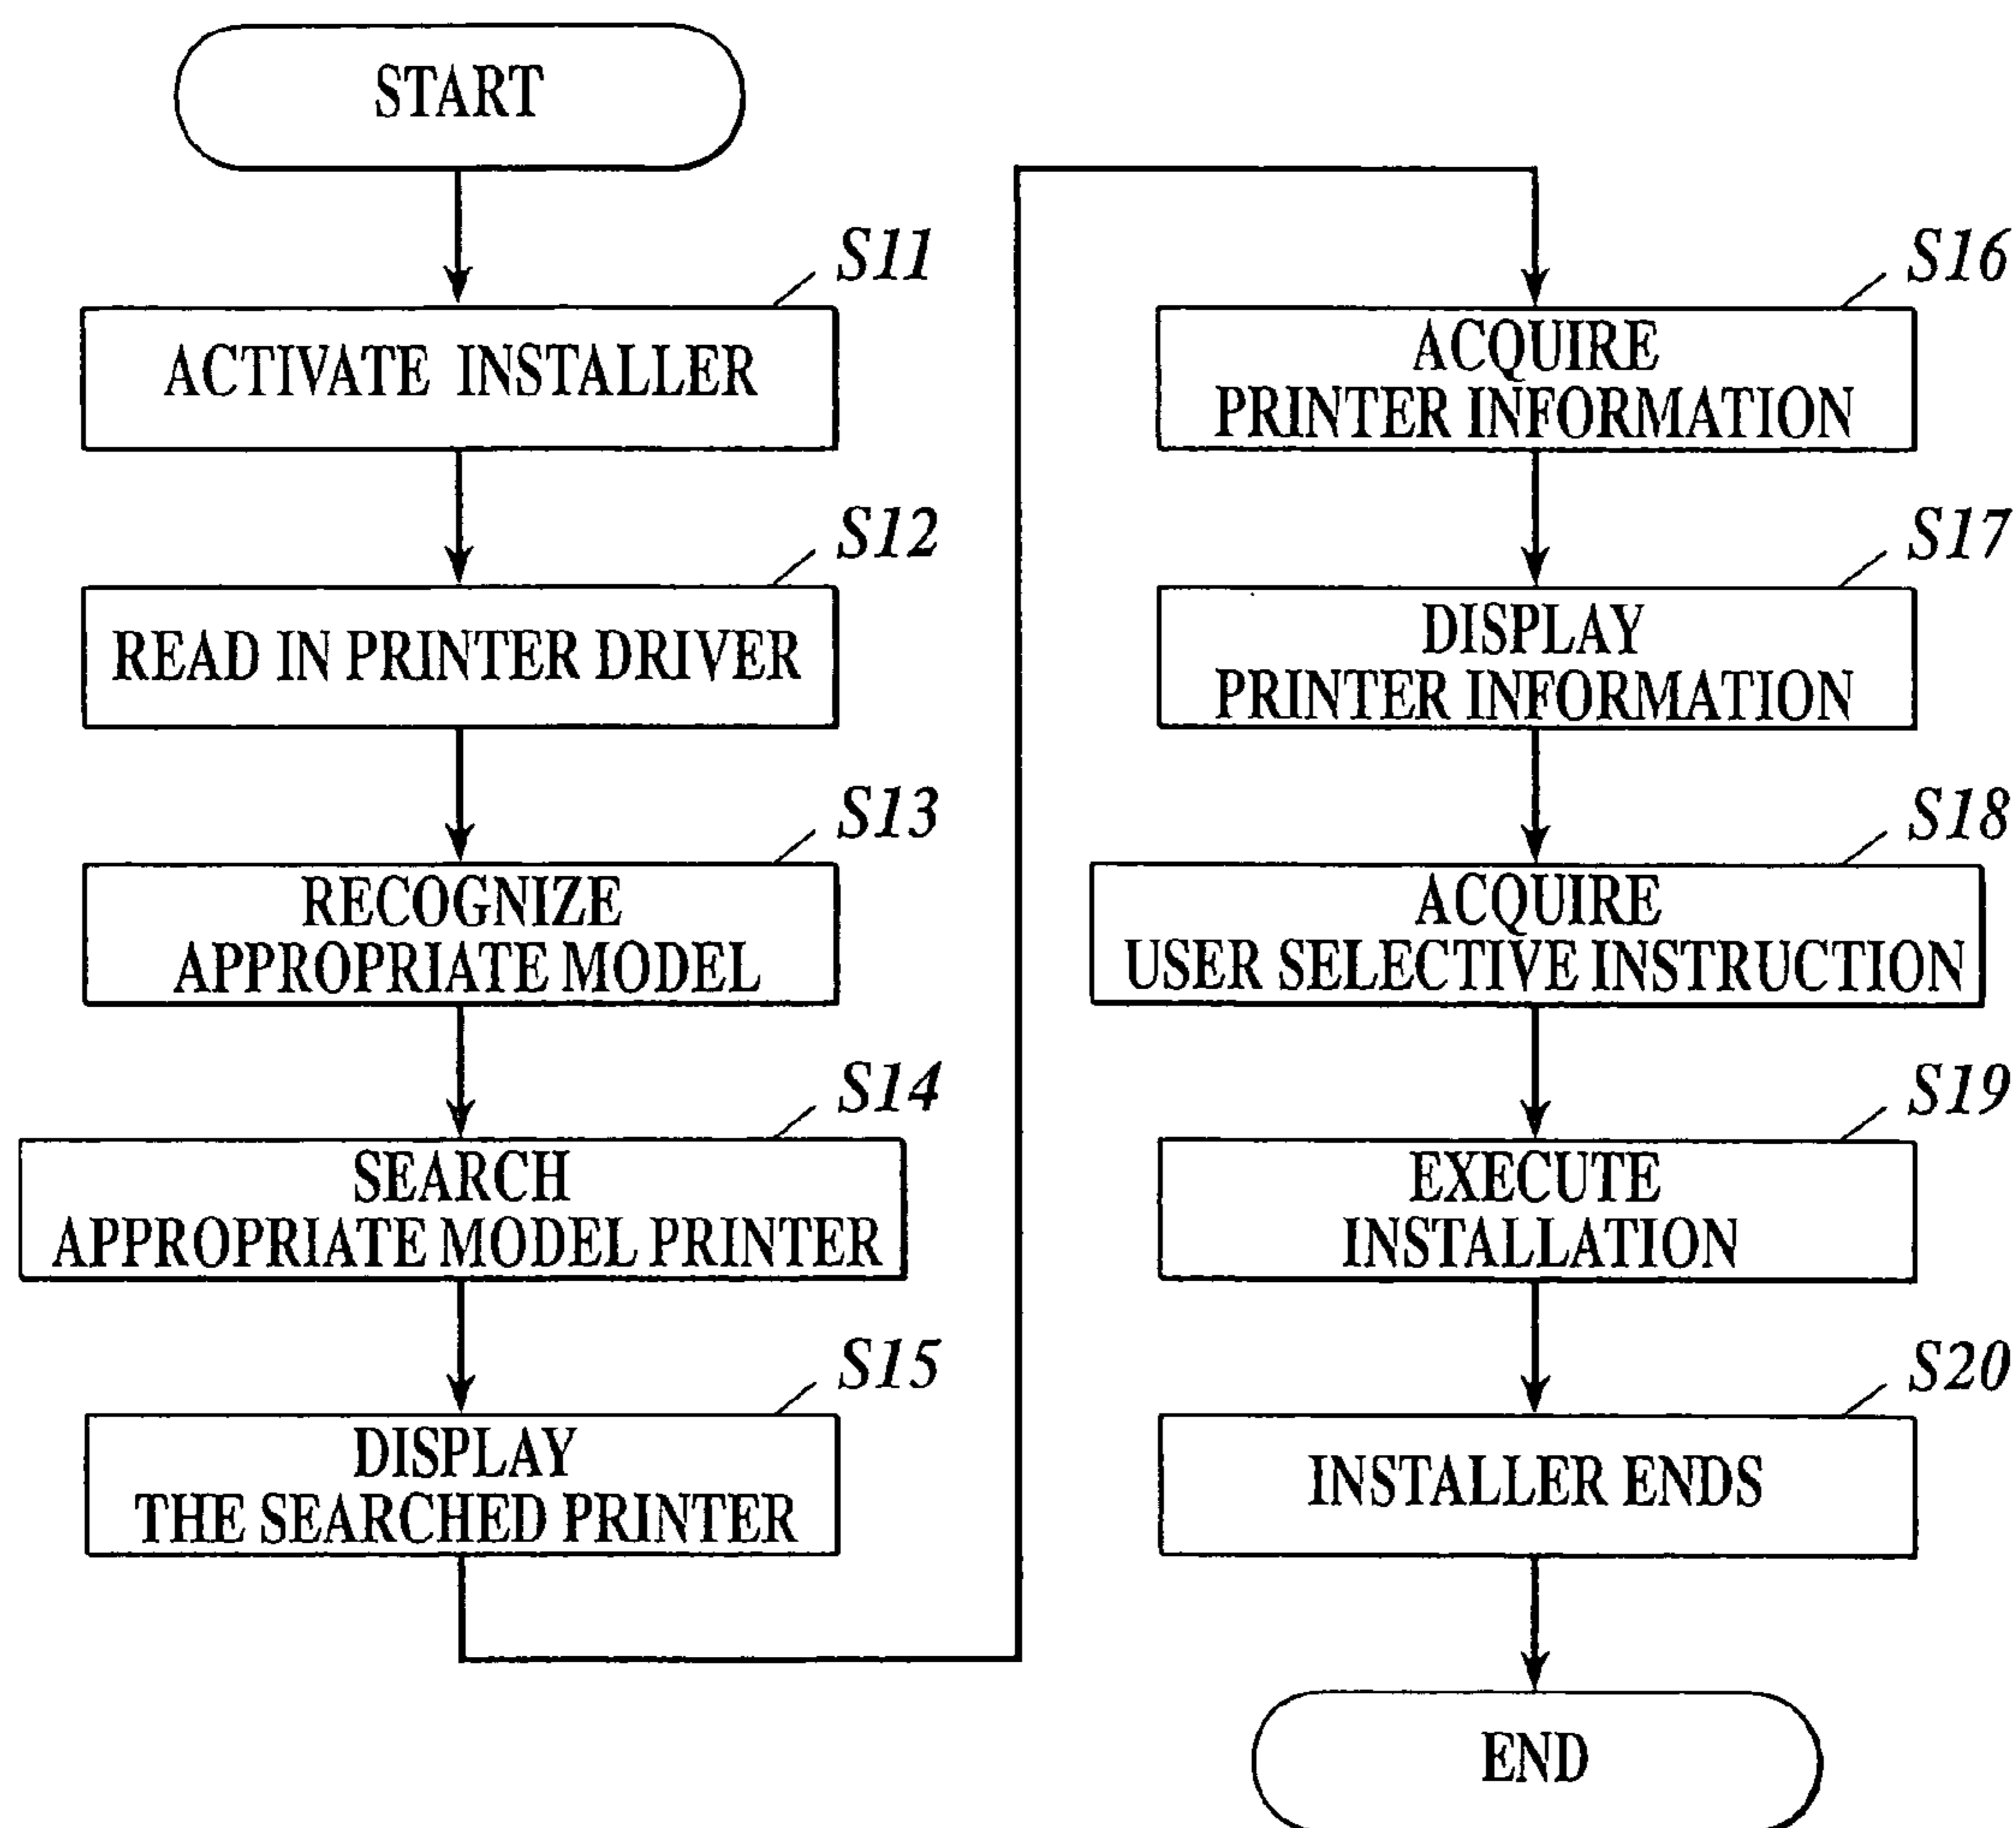 START
S11
ACTIVATE INSTALLER
S12
READ IN PRINTER DRIVER
S13
RECOGNIZE
APPROPRIATE MODEL
S14
SEARCH
APPROPRIATE MODEL PRINTER
S15
DISPLAY
THE SEARCHED PRINTER
S16
ACQUIRE
PRINTER INFORMATION
S17
DISPLAY
PRINTER INFORMATION
S18
ACQUIRE
USER SELECTIVE INSTRUCTION
S19
EXECUTE
INSTALLATION
S20
INSTALLER ENDS
END